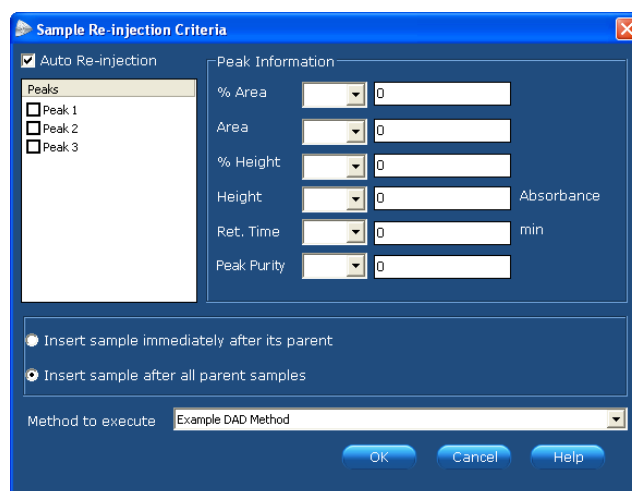 Sample Re-injection Criteria
Auto Re-injection
Peaks
Peak 1
Peak 2
Peak 3
Peak Information
% Area 0
Area 0
% Height 0
Height 0 Absorbance
Ret. Time 0 min
Peak Purity 0
Insert sample immediately after its parent
Insert sample after all parent samples
Method to execute Example DAD Method
OK Cancel Help